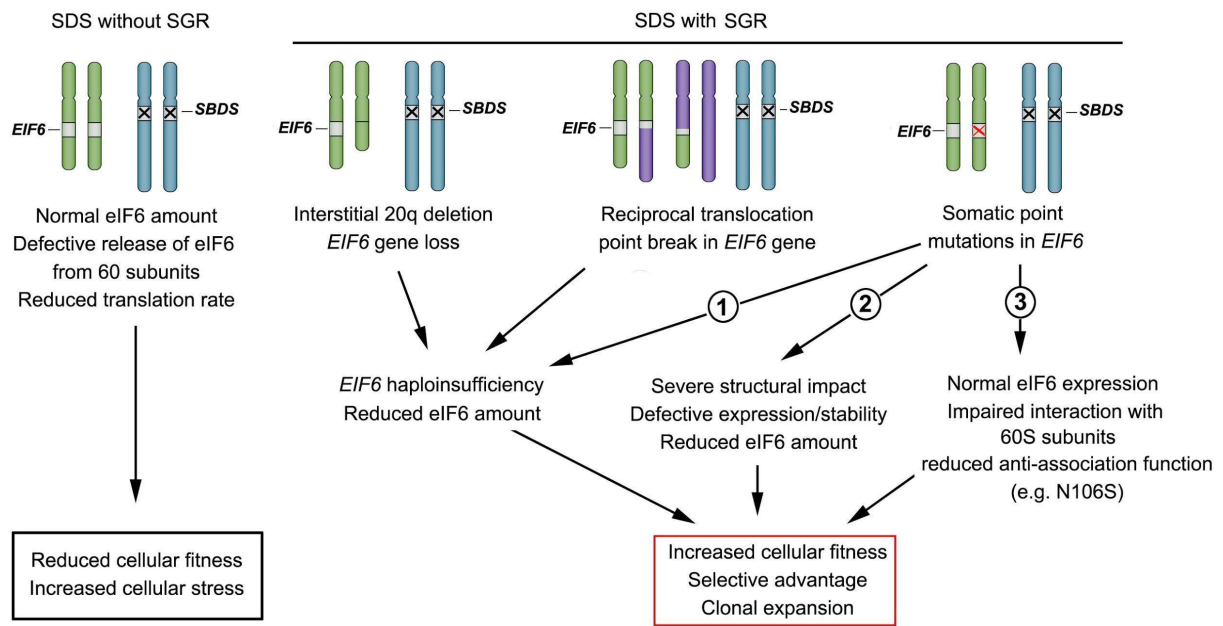 SDS without SGR
SDS with SGR
EIF6
SBDS
EIF6
SBDS
EIF6
SBDS
EIF6
SBDS
Normal eIF6 amount
Defective release of eIF6
from 60 subunits
Reduced translation rate
Interstitial 20q deletion
EIF6 gene loss
Reciprocal translocation
point break in EIF6 gene
Somatic point
mutations in EIF6
1
2
3
EIF6 haploinsufficiency
Reduced eIF6 amount
Severe structural impact
Defective expression/stability
Reduced eIF6 amount
Normal eIF6 expression
Impaired interaction with
60S subunits
reduced anti-association function
(e.g. N106S)
Reduced cellular fitness
Increased cellular stress
Increased cellular fitness
Selective advantage
Clonal expansion